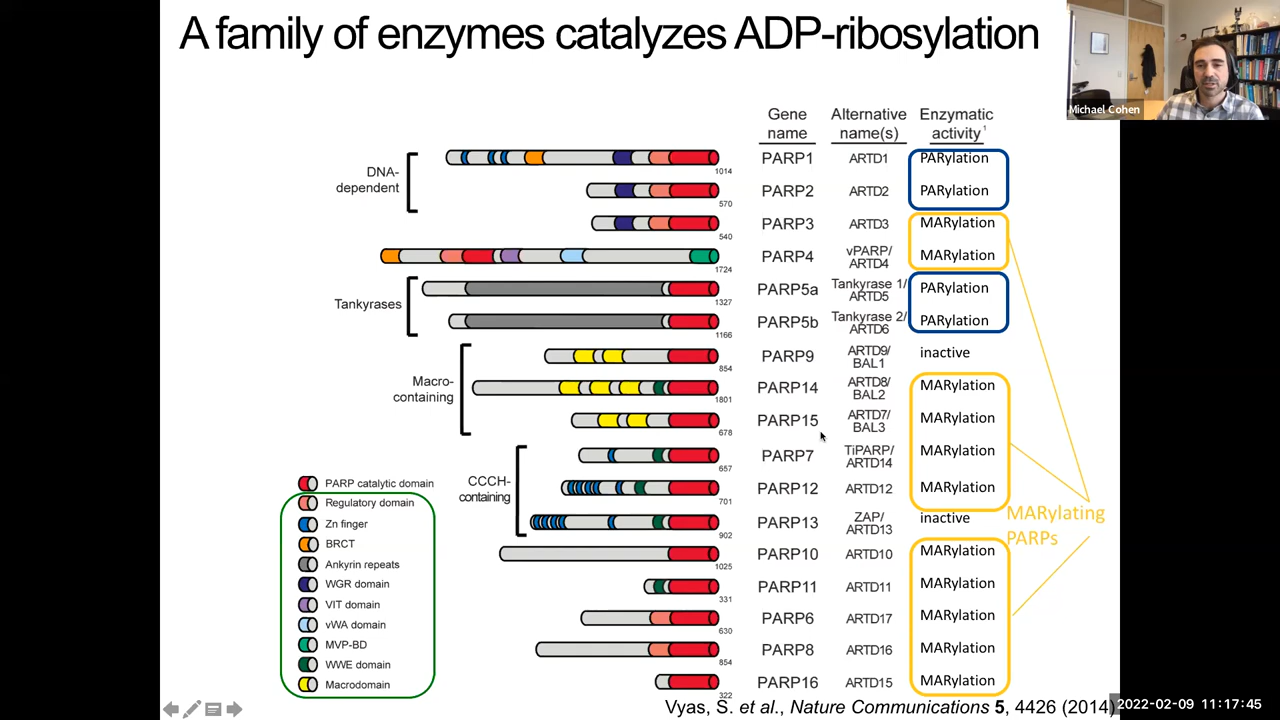 A family of enzymes catalyzes ADP-ribosylation
Michael Cohen
Gene name
Alternative name(s)
Enzymatic activity¹
DNA-dependent
1014
PARP1 ARTD1 PARylation
570
PARP2 ARTD2 PARylation
540
PARP3 ARTD3 MARylation
1724
PARP4 vPARP/ARTD4 MARylation
Tankyrases
1327
PARP5a Tankyrase 1/ARTD5 PARylation
1166
PARP5b Tankyrase 2/ARTD6 PARylation
Macro-containing
854
PARP9 ARTD9/BAL1 inactive
1801
PARP14 ARTD8/BAL2 MARylation
678
PARP15 ARTD7/BAL3 MARylation
CCCH-containing
657
PARP7 TiPARP/ARTD14 MARylation
701
PARP12 ARTD12 MARylation
902
PARP13 ZAP/ARTD13 inactive
1025
PARP10 ARTD10 MARylation
331
PARP11 ARTD11 MARylation
630
PARP6 ARTD17 MARylation
854
PARP8 ARTD16 MARylation
322
PARP16 ARTD15 MARylation
MARylating
PARPs
PARP catalytic domain
Regulatory domain
Zn finger
BRCT
Ankyrin repeats
WGR domain
VIT domain
vWA domain
MVP-BD
WWE domain
Macrodomain
Vyas, S. et al., Nature Communications 5, 4426 (2014)
2022-02-09 11:17:45